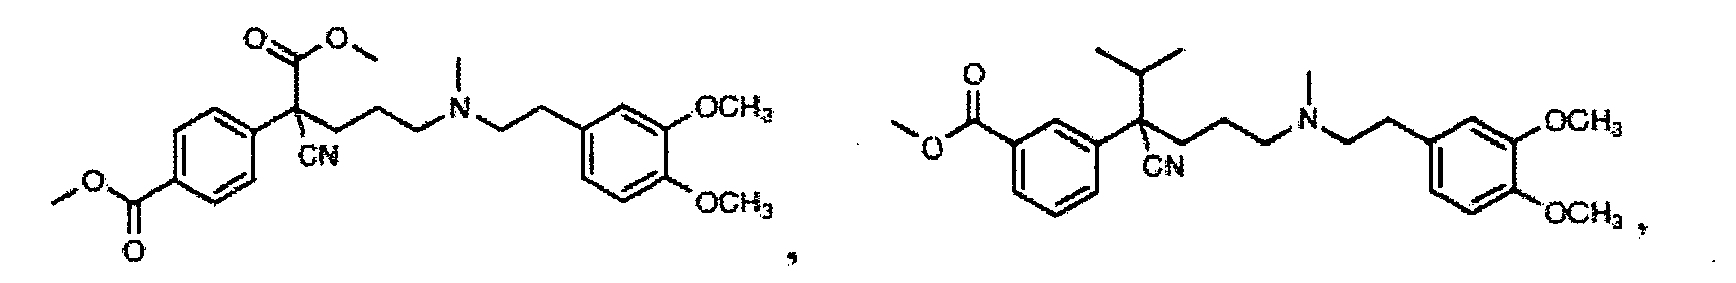 O O
N OCH3
CN
O OCH3
O
,
O
N OCH3
O CN
OCH3
,